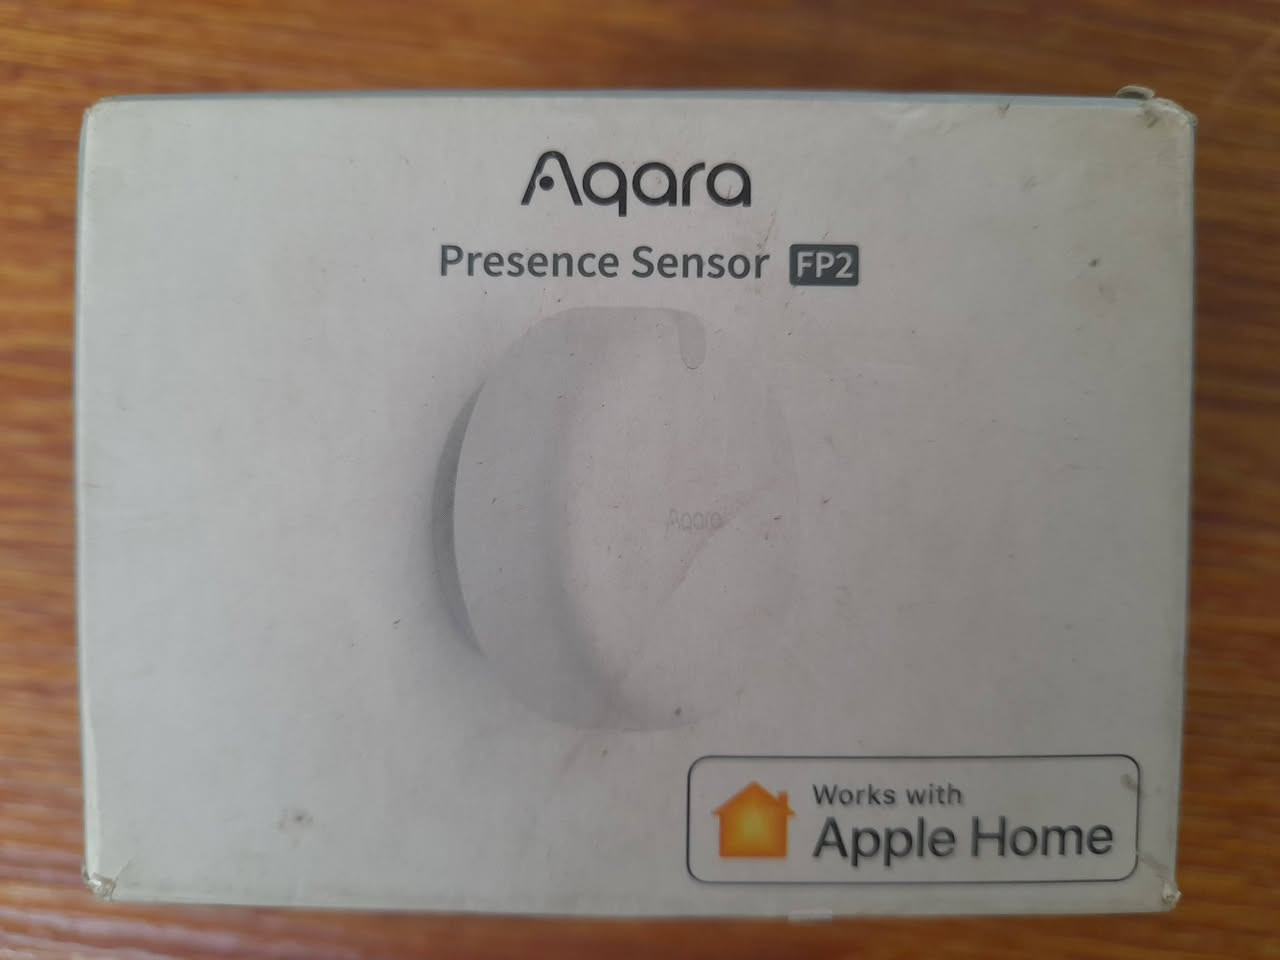 Aqara
Presence Sensor FP2
Aqara
Works with
Apple Home